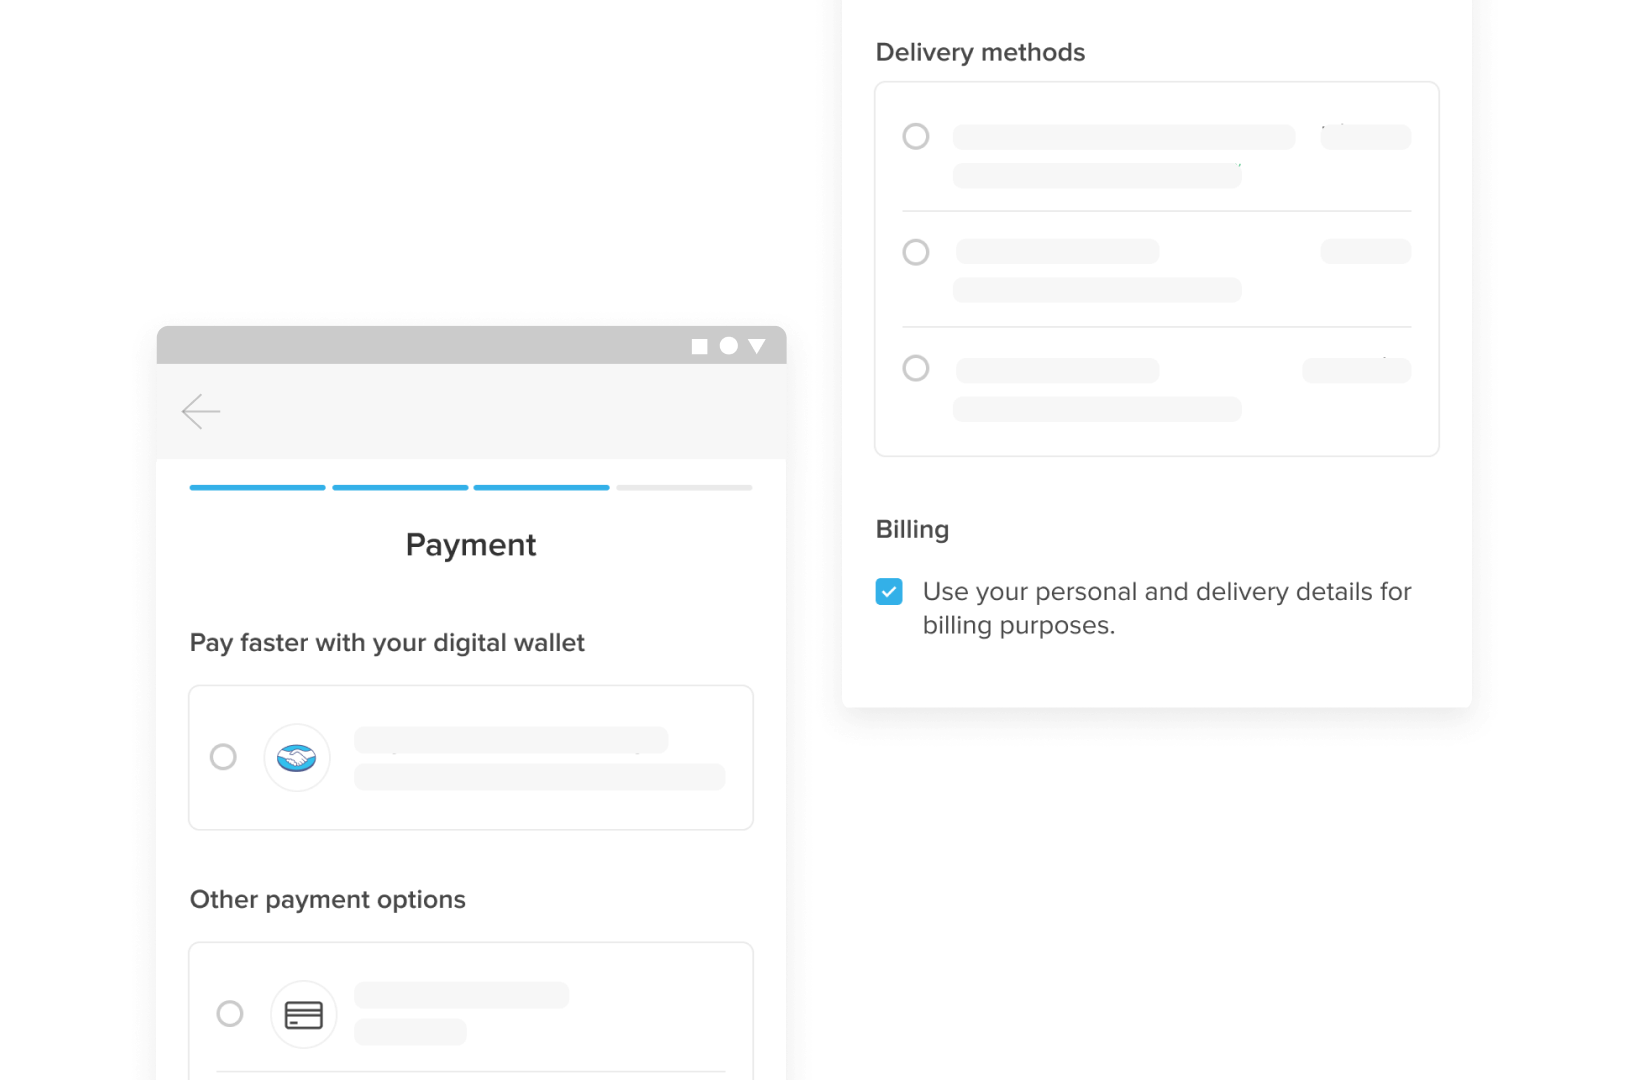 Delivery methods
Billing
Use your personal and delivery details for
billing purposes.
Payment
Pay faster with your digital wallet
Other payment options